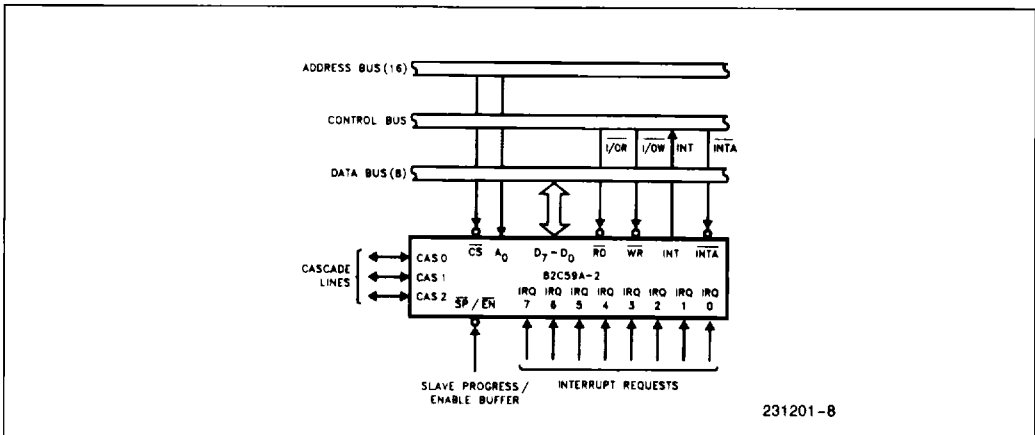 ADDRESS BUS (16)
CONTROL BUS
I/OR I/OW INT INTA
DATA BUS (8)
CASCADE LINES
CAS 0 CS A0 D7-D0 RD WR INT INTA
CAS 1 82C59A-2
CAS 2 SP / EN IRQ 7 IRQ 6 IRQ 5 IRQ 4 IRQ 3 IRQ 2 IRQ 1 IRQ 0
SLAVE PROGRESS/
ENABLE BUFFER
INTERRUPT REQUESTS
231201-8